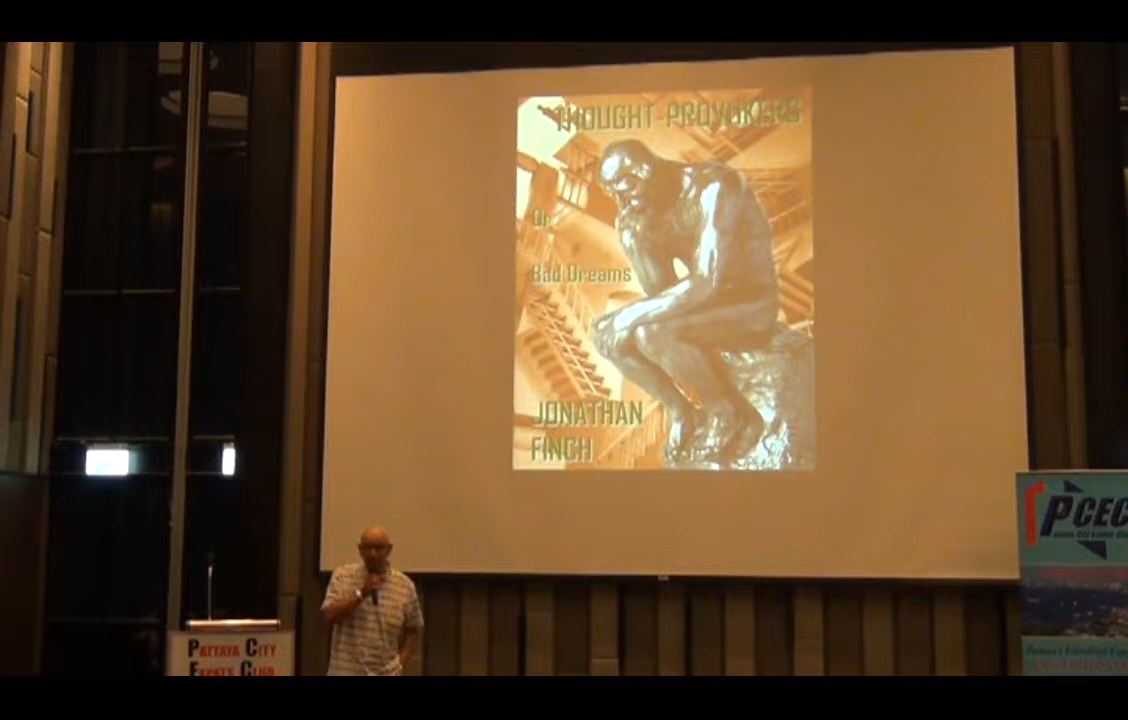 THOUGHT-PROVOKERS
Or
Bad Dreams
JONATHAN
FINCH
PCEC
PATTAYA CITY
EXPATS CLUB